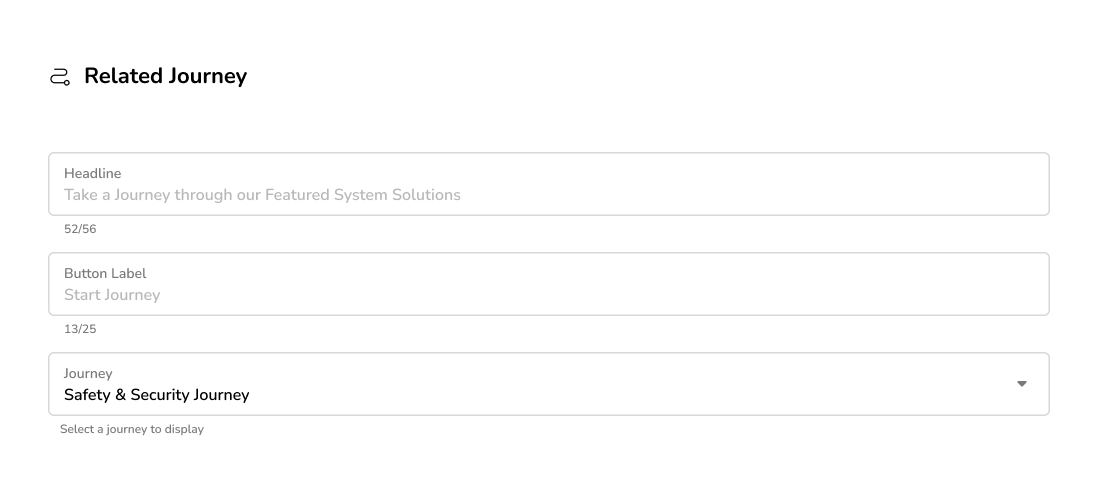 Related Journey
Headline
Take a Journey through our Featured System Solutions
52/56
Button Label
Start Journey
13/25
Journey
Safety & Security Journey
Select a journey to display